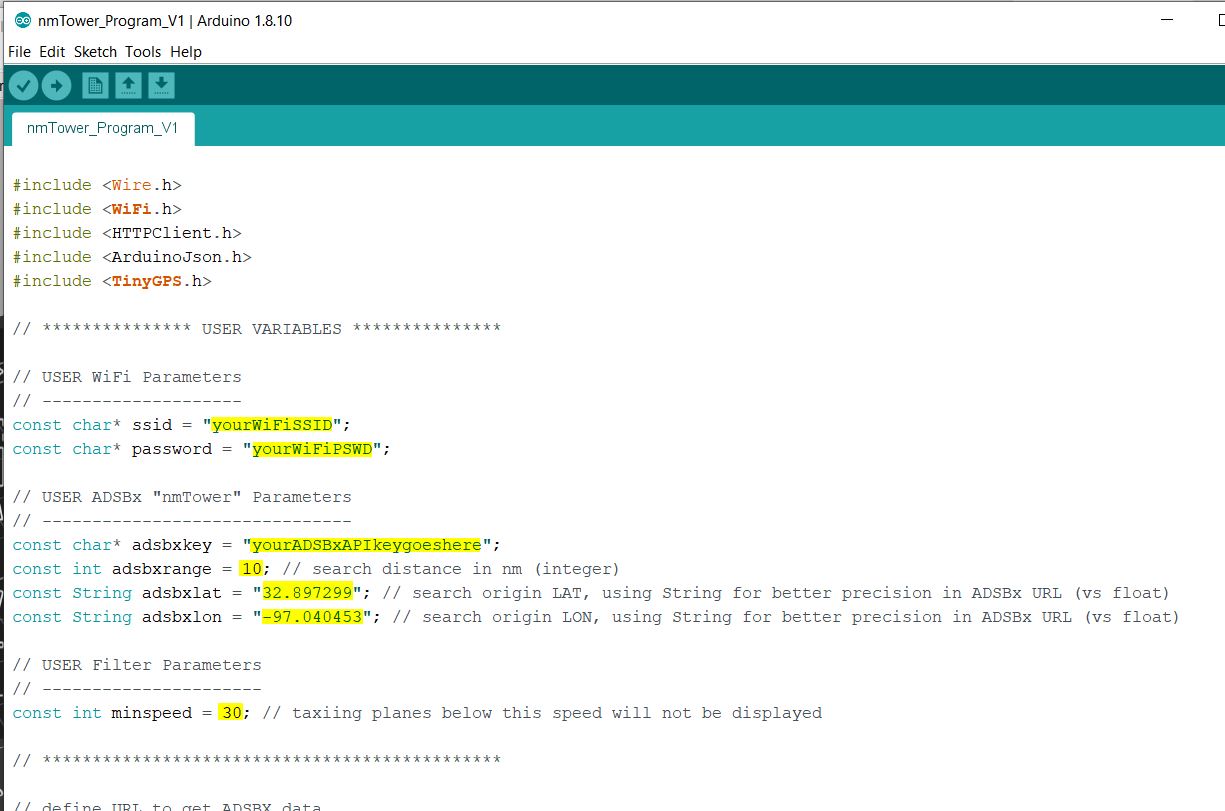 nmTower_Program_V1 | Arduino 1.8.10
File Edit Sketch Tools Help
nmTower_Program_V1
#include <Wire.h>
#include <WiFi.h>
#include <HTTPClient.h>
#include <ArduinoJson.h>
#include <TinyGPS.h>
// *************** USER VARIABLES ***************
// USER WiFi Parameters
// --------------------
const char* ssid = "yourWiFiSSID";
const char* password = "yourWiFiPSWD";
// USER ADSBx "nmTower" Parameters
// -------------------------------
const char* adsbxkey = "yourADSBxAPIkeygoeshere";
const int adsbxrange = 10; // search distance in nm (integer)
const String adsbxlat = "32.897299"; // search origin LAT, using String for better precision in ADSBx URL (vs float)
const String adsbxlon = "-97.040453"; // search origin LON, using String for better precision in ADSBx URL (vs float)
// USER Filter Parameters
// ----------------------
const int minspeed = 30; // taxiing planes below this speed will not be displayed
// **********************************************
// define URL to get ADSBX data